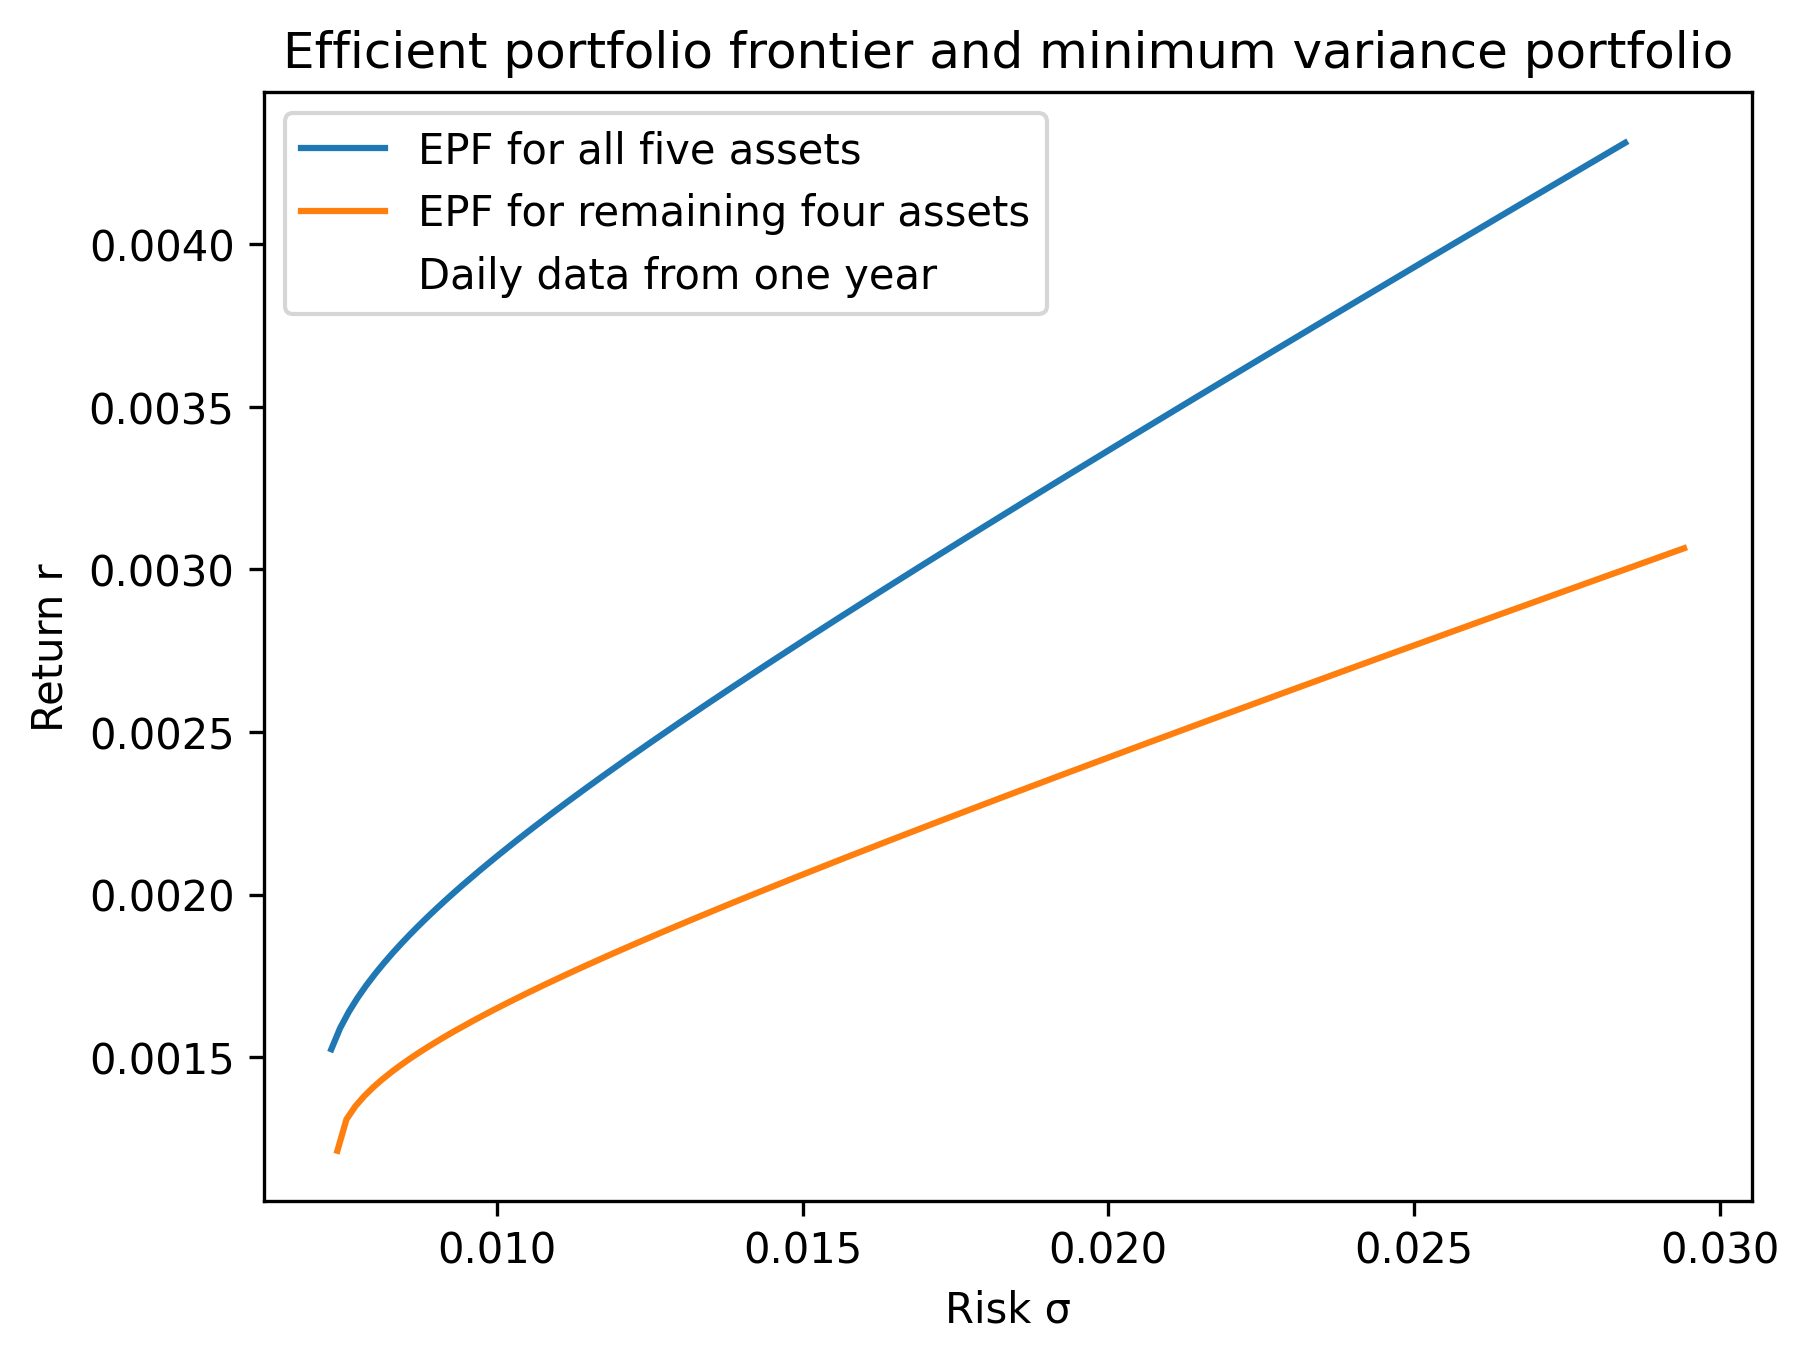 Efficient portfolio frontier and minimum variance portfolio
EPF for all five assets
EPF for remaining four assets
Daily data from one year
0.0040
0.0035
0.0030
0.0025
0.0020
0.0015
Return r
0.010
0.015
0.020
0.025
0.030
Risk σ